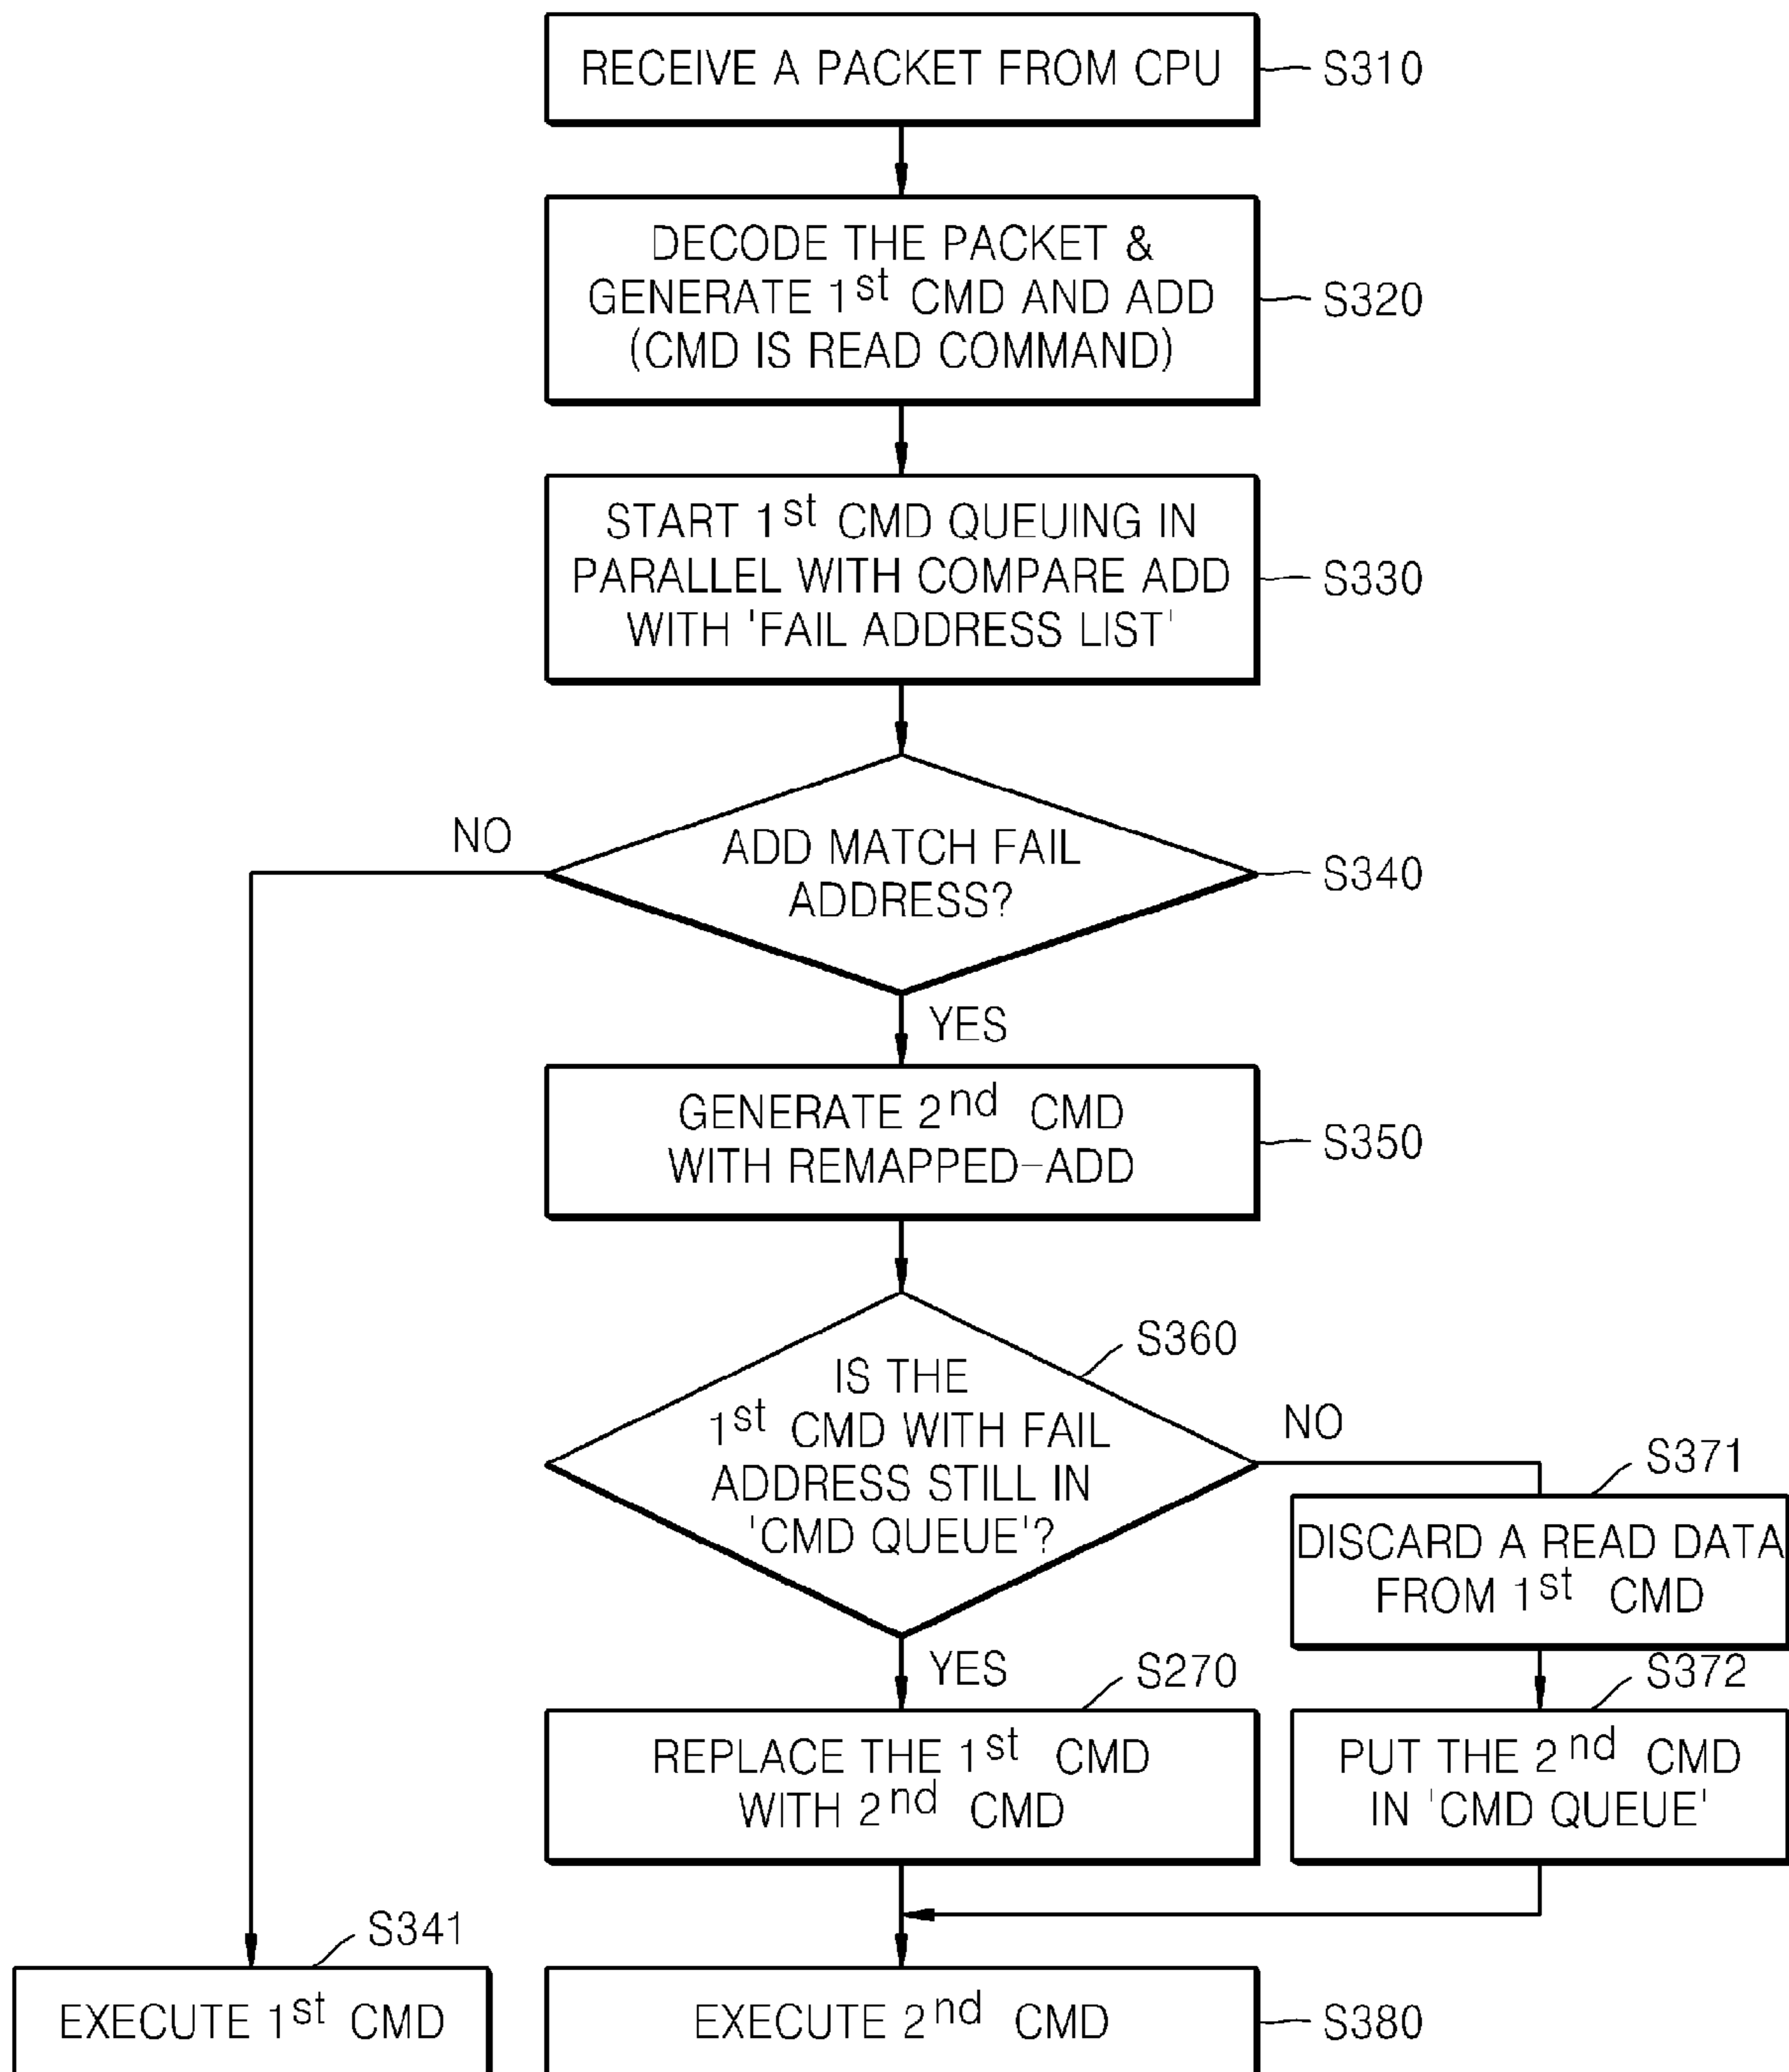 RECEIVE A PACKET FROM CPU
S310
DECODE THE PACKET &
GENERATE 1st CMD AND ADD
(CMD IS READ COMMAND)
S320
START 1st CMD QUEUING IN
PARALLEL WITH COMPARE ADD
WITH 'FAIL ADDRESS LIST'
S330
NO
ADD MATCH FAIL
ADDRESS?
S340
YES
GENERATE 2nd CMD
WITH REMAPPED-ADD
S350
S360
IS THE
1st CMD WITH FAIL
ADDRESS STILL IN
'CMD QUEUE'?
NO
S371
DISCARD A READ DATA
FROM 1st CMD
YES
S270
S372
REPLACE THE 1st CMD
WITH 2nd CMD
PUT THE 2nd CMD
IN 'CMD QUEUE'
S341
EXECUTE 1st CMD
EXECUTE 2nd CMD
S380